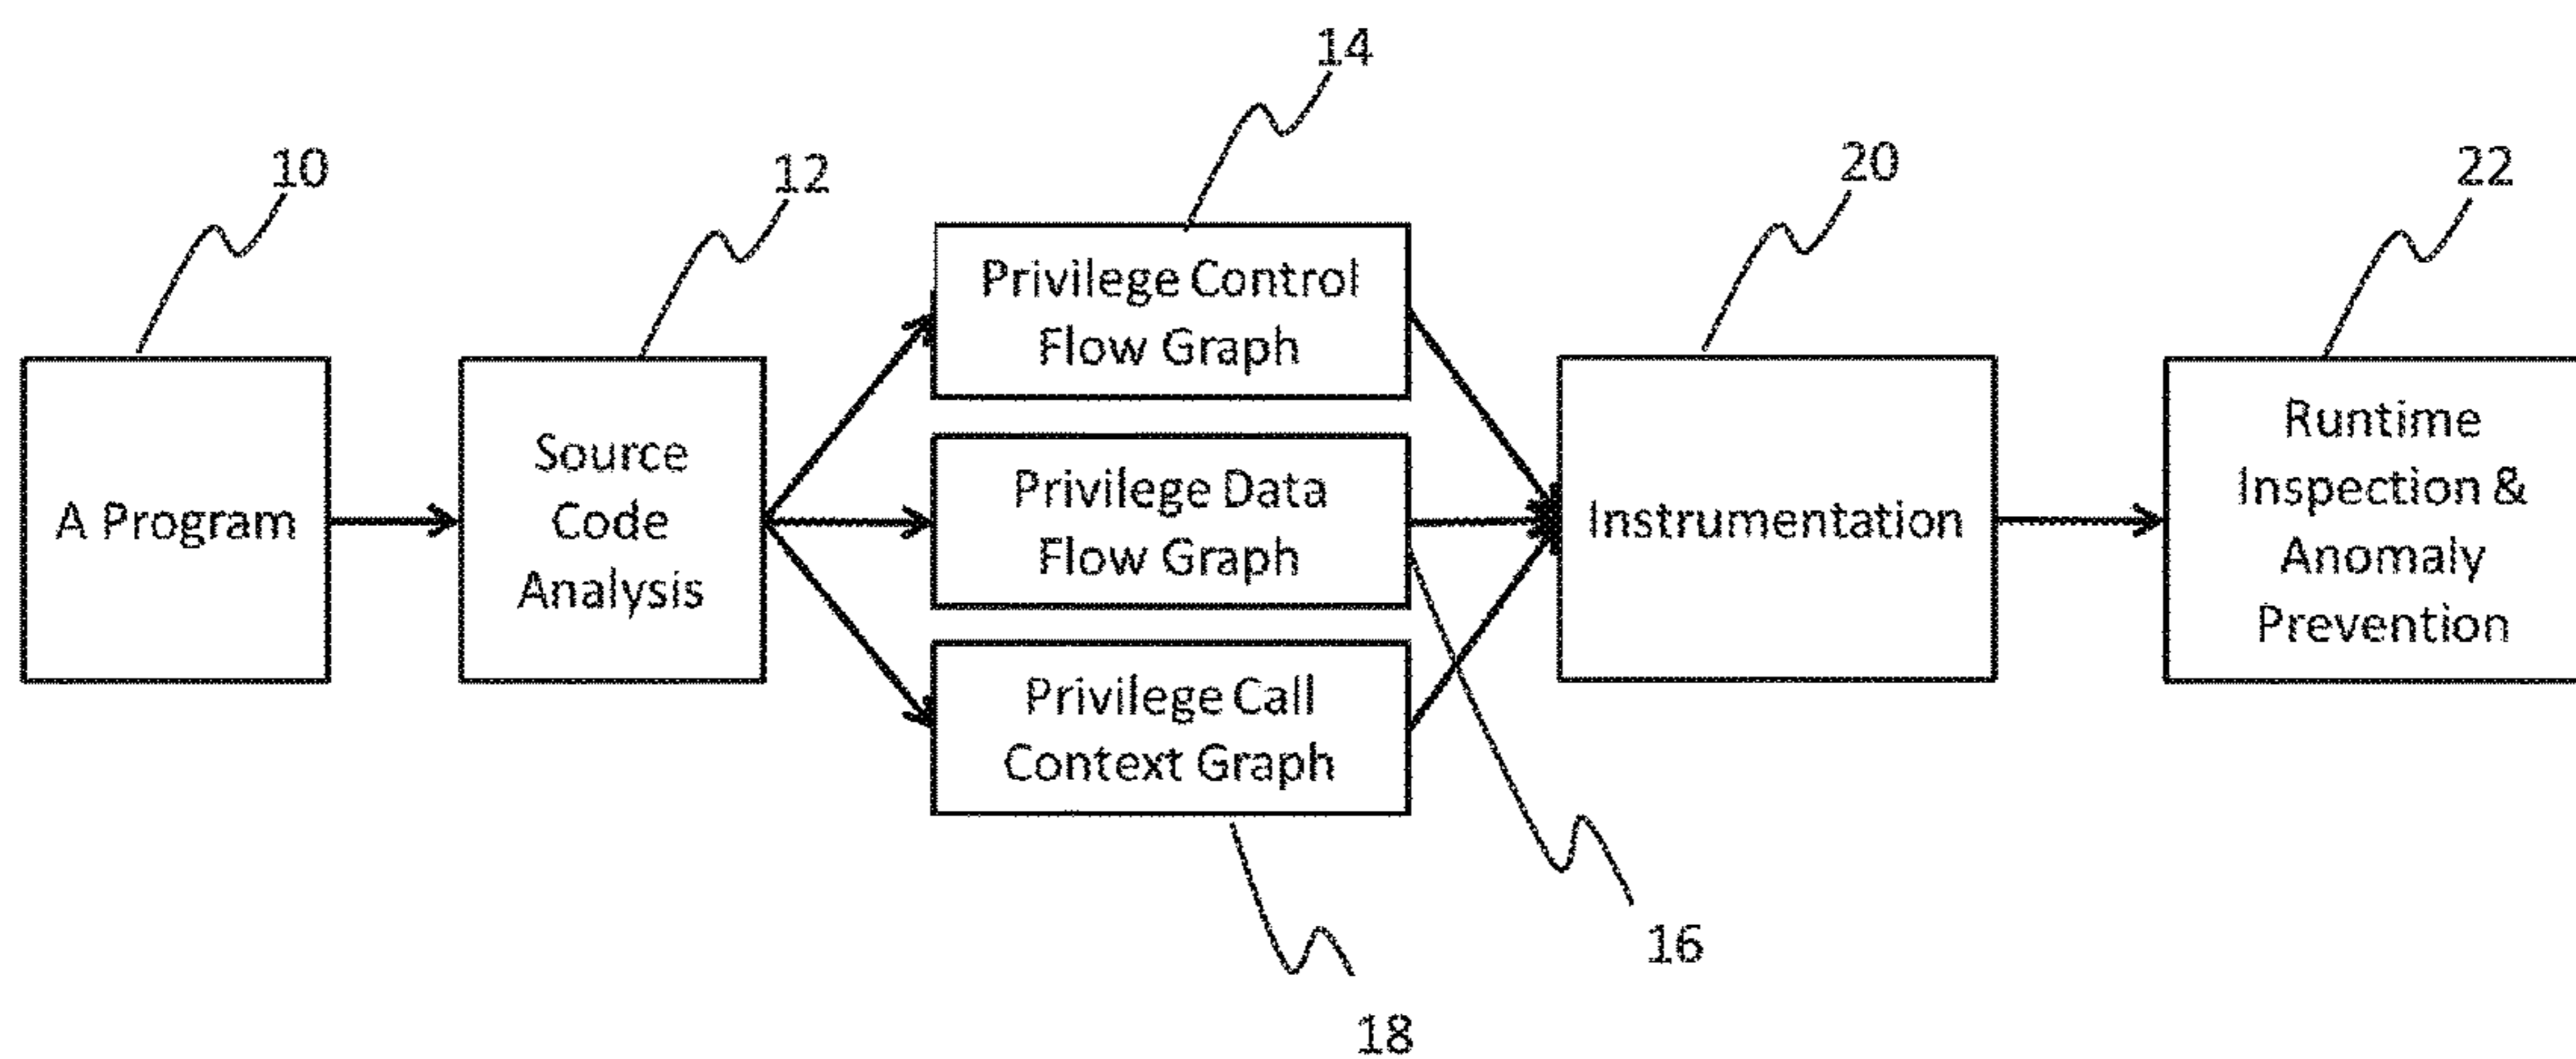 14
10
12
20
22
Privilege Control
Flow Graph
A Program
Source
Code
Analysis
Privilege Data
Flow Graph
Privilege Call
Context Graph
Instrumentation
Runtime
Inspection &
Anomaly
Prevention
16
18